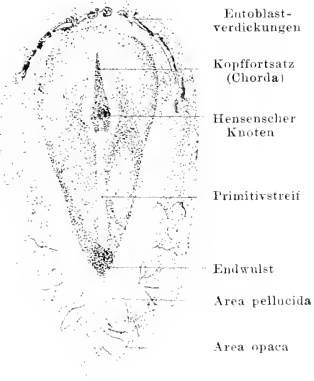 Entoblast-
verdickungen
Kopffortsatz
(Chorda)
Hensenscher
Knoten
Primitivstreif
Endwulst
Area pellucida
Area opaca